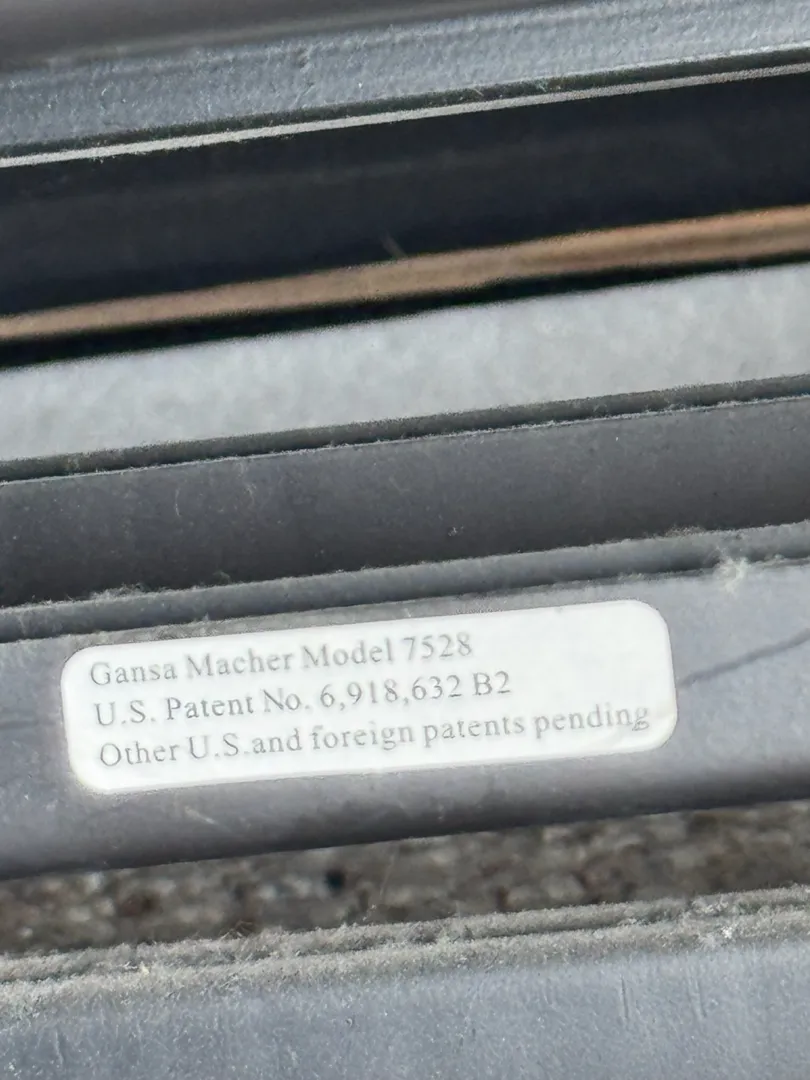 Gansa Macher Model 7528
U.S. Patent No. 6,918,632 B2
Other U.S.and foreign patents pending